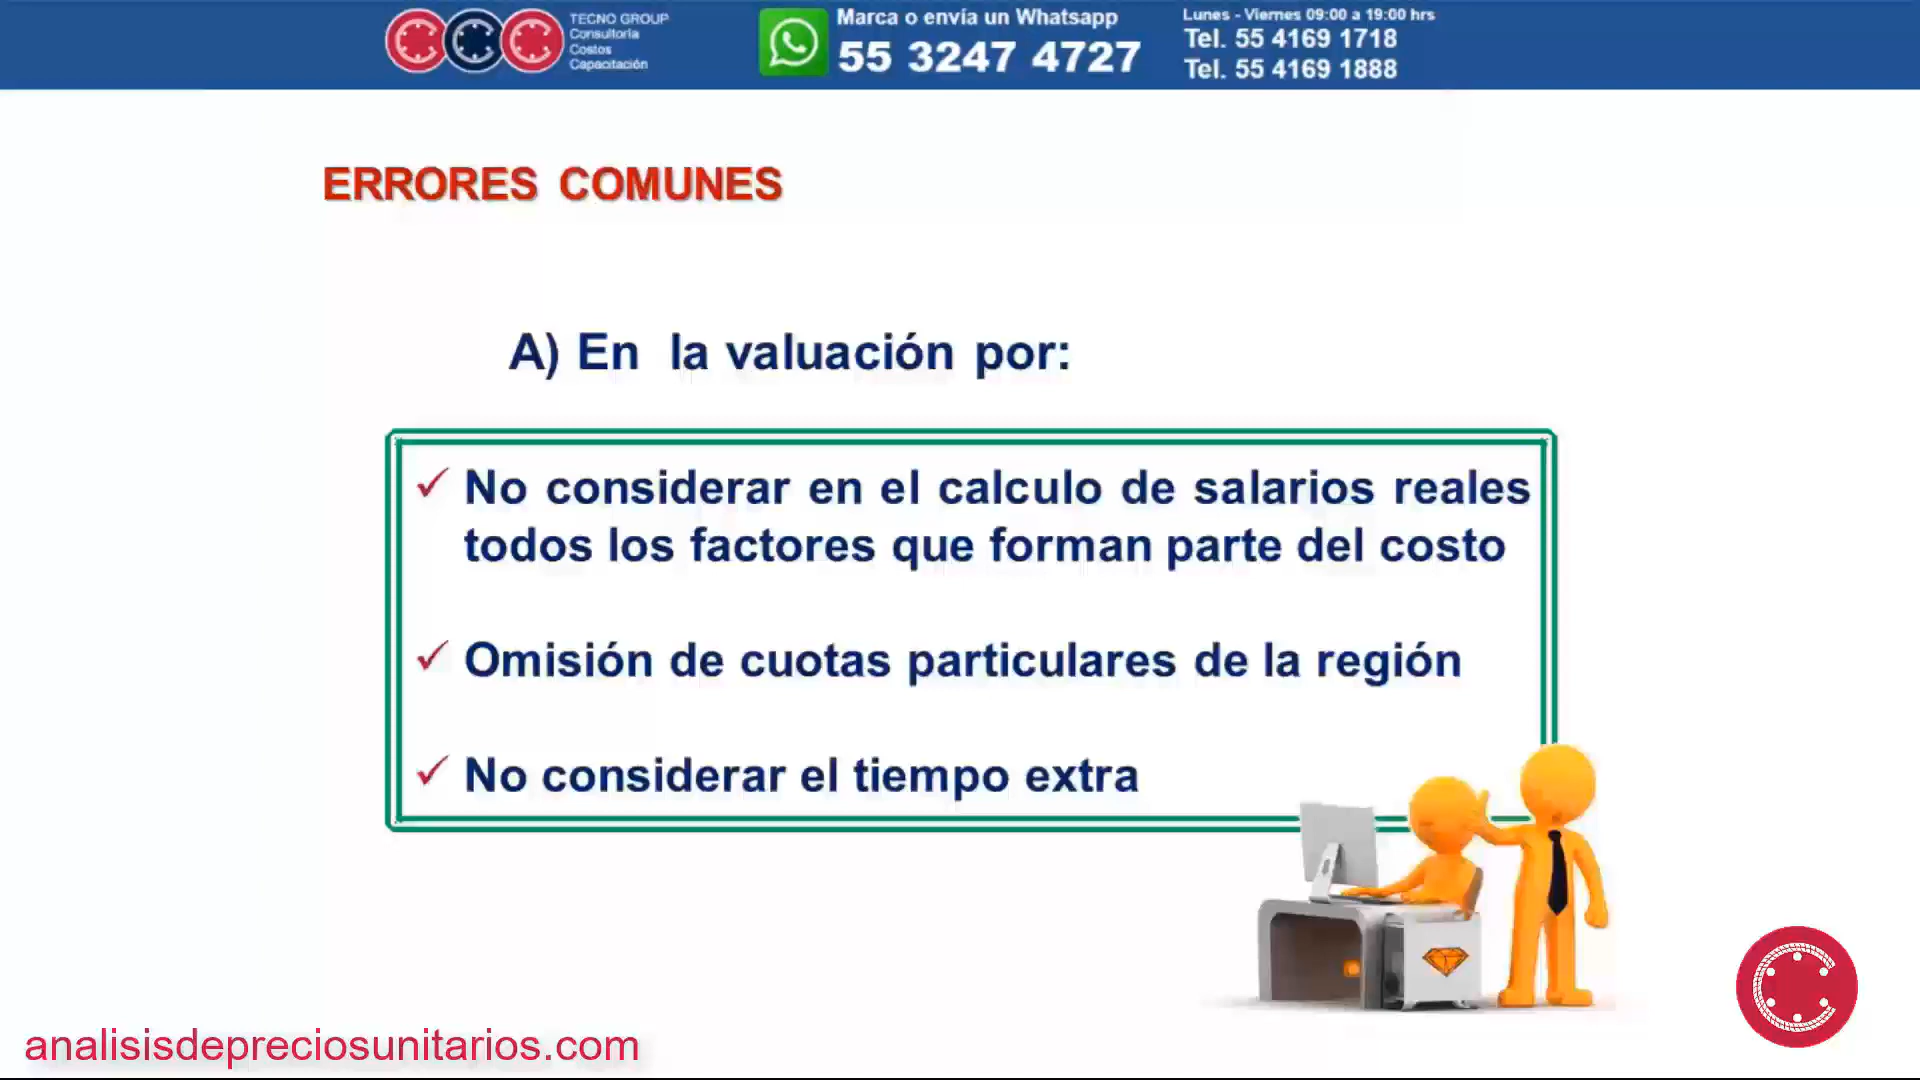 TECNO GROUP
Consultoría
Costos
Capacitación
Marca o envía un Whatsapp
55 3247 4727
Lunes - Viernes 09:00 a 19:00 hrs
Tel. 55 4169 1718
Tel. 55 4169 1888
ERRORES COMUNES
A) En la valuación por:
✓ No considerar en el calculo de salarios reales
todos los factores que forman parte del costo
✓ Omisión de cuotas particulares de la región
✓ No considerar el tiempo extra
analisisdepreciosunitarios.com